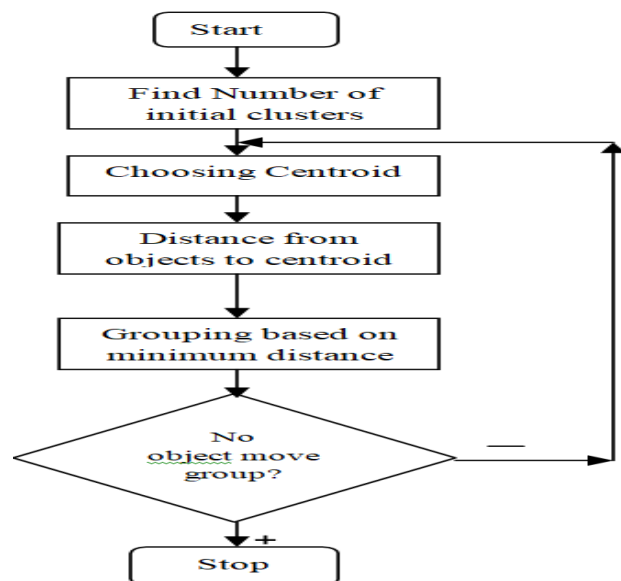 Start
Find Number of
initial clusters
Choosing Centroid
Distance from
objects to centroid
Grouping based on
minimum distance
No
object move
group?
—
+
Stop